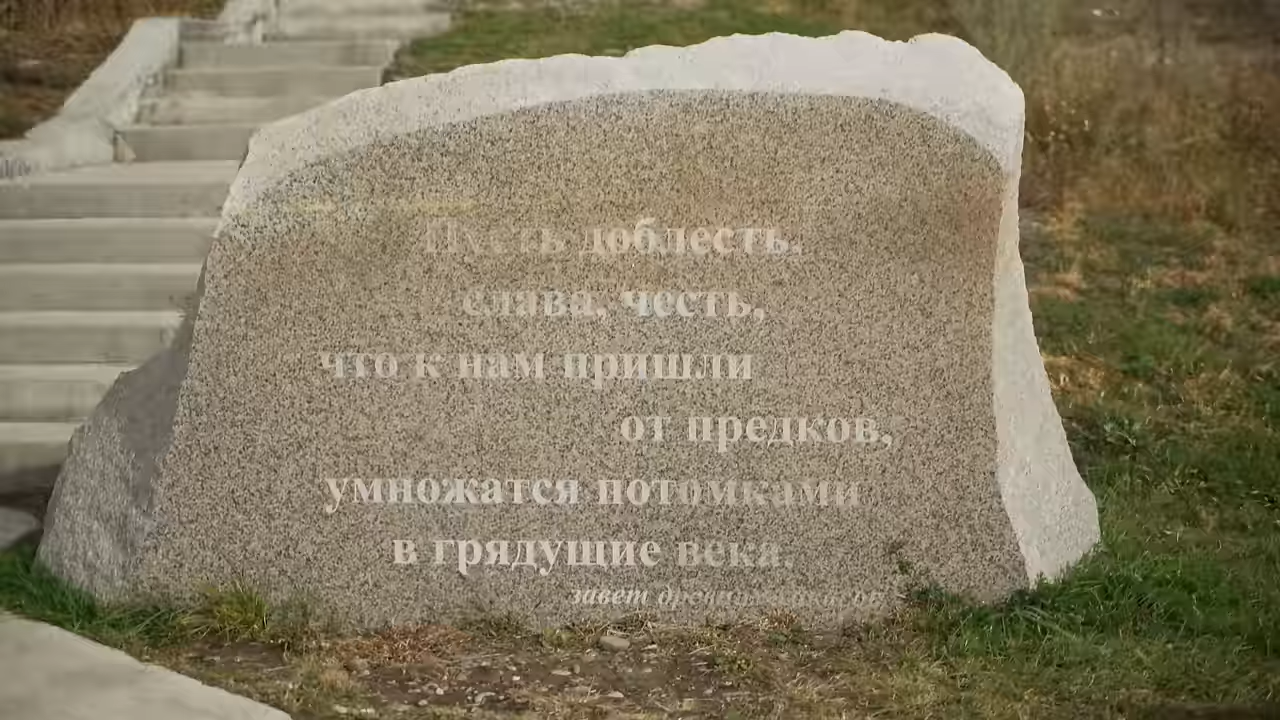 Пусть доблесть,
слава, честь,
что к нам пришли
от предков,
умножатся потомками
в грядущие века.
завет